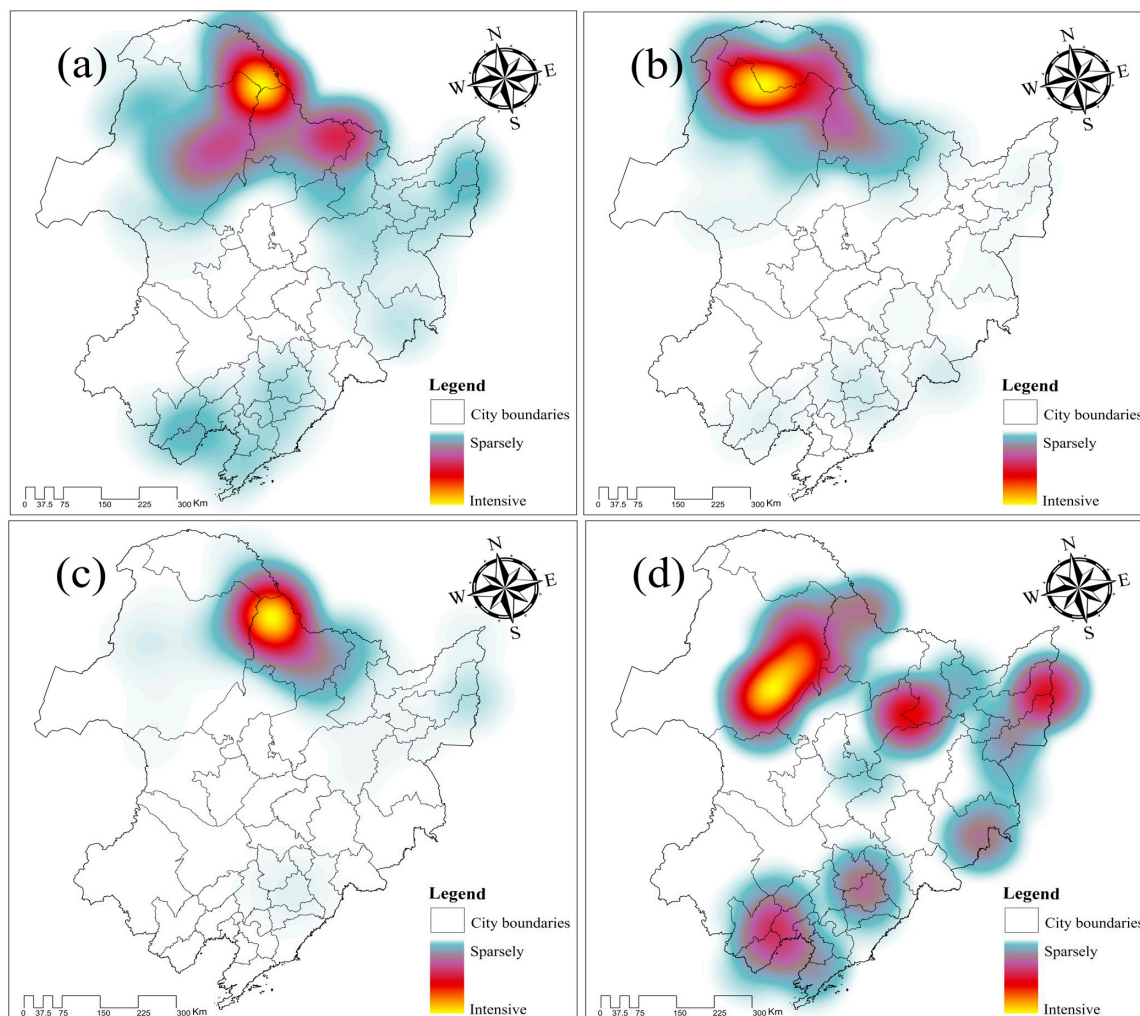 (a)
N
W E
S
Legend
City boundaries
Sparsely
Intensive
0 37.5 75 150 225 300 Km
(b)
N
W E
S
Legend
City boundaries
Sparsely
Intensive
0 37.5 75 150 225 300 Km
(c)
N
W E
S
Legend
City boundaries
Sparsely
Intensive
0 37.5 75 150 225 300 Km
(d)
N
W E
S
Legend
City boundaries
Sparsely
Intensive
0 37.5 75 150 225 300 Km